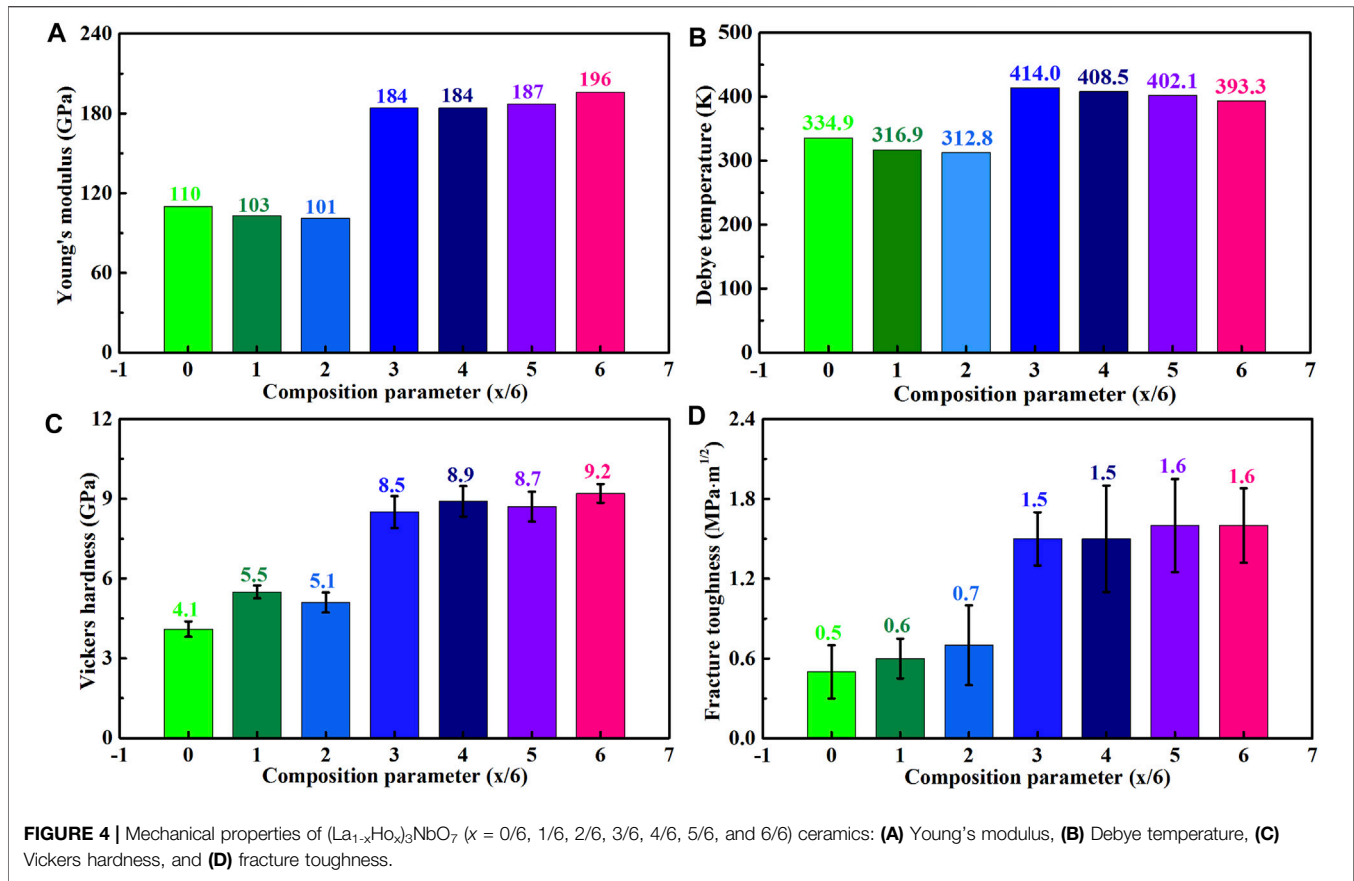 A
240
180
120
60
0
Young's modulus (GPa)
110
103
101
184
184
187
196
-1 0 1 2 3 4 5 6 7
Composition parameter (x/6)
B
500
400
300
200
100
0
Debye temperature (K)
334.9
316.9
312.8
414.0
408.5
402.1
393.3
-1 0 1 2 3 4 5 6 7
Composition parameter (x/6)
C
12
9
6
3
0
Vickers hardness (GPa)
4.1
5.5
5.1
8.5
8.9
8.7
9.2
-1 0 1 2 3 4 5 6 7
Composition parameter (x/6)
D
2.4
1.8
1.2
0.6
0.0
Fracture toughness (MPa·m1/2)
0.5
0.6
0.7
1.5
1.5
1.6
1.6
-1 0 1 2 3 4 5 6 7
Composition parameter (x/6)
FIGURE 4 | Mechanical properties of (La1-xHox)3NbO7 (x = 0/6, 1/6, 2/6, 3/6, 4/6, 5/6, and 6/6) ceramics: (A) Young's modulus, (B) Debye temperature, (C)
Vickers hardness, and (D) fracture toughness.